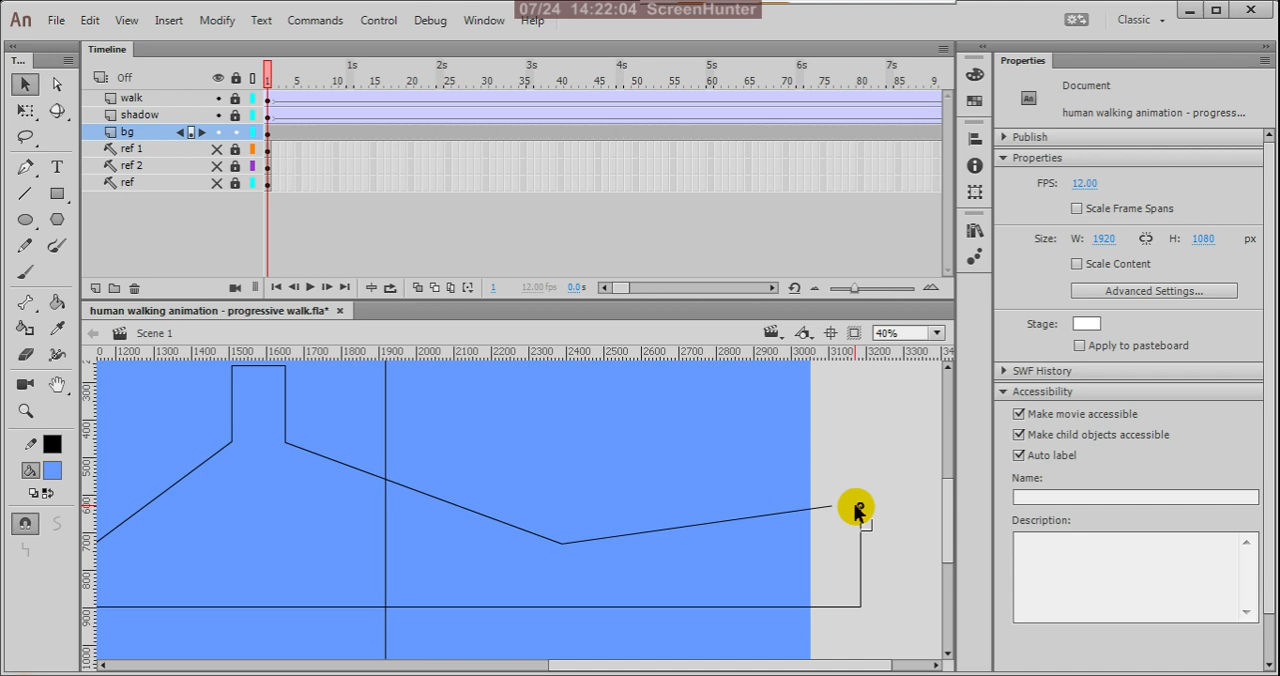 07/24 14:22:04 ScreenHunter
An File Edit View Insert Modify Text Commands Control Debug Window Help Classic
T... Timeline Properties
Off 1s 2s 3s 4s 5s 6s 7s
1 5 10 15 20 25 30 35 40 45 50 55 60 65 70 75 80 85 9
walk
shadow
bg
ref 1
ref 2
ref
1 12.00 fps 0.0 s
human walking animation - progressive walk.fla*
Scene 1 40%
0 1200 1300 1400 1500 1600 1700 1800 1900 2000 2100 2200 2300 2400 2500 2600 2700 2800 2900 3000 3100 3200 3300 34
300
400
500
600
700
800
900
Document
human walking animation - progress...
Publish
Properties
FPS: 12.00
Scale Frame Spans
Size: W: 1920 H: 1080 px
Scale Content
Advanced Settings...
Stage:
Apply to pasteboard
SWF History
Accessibility
Make movie accessible
Make child objects accessible
Auto label
Name:
Description: